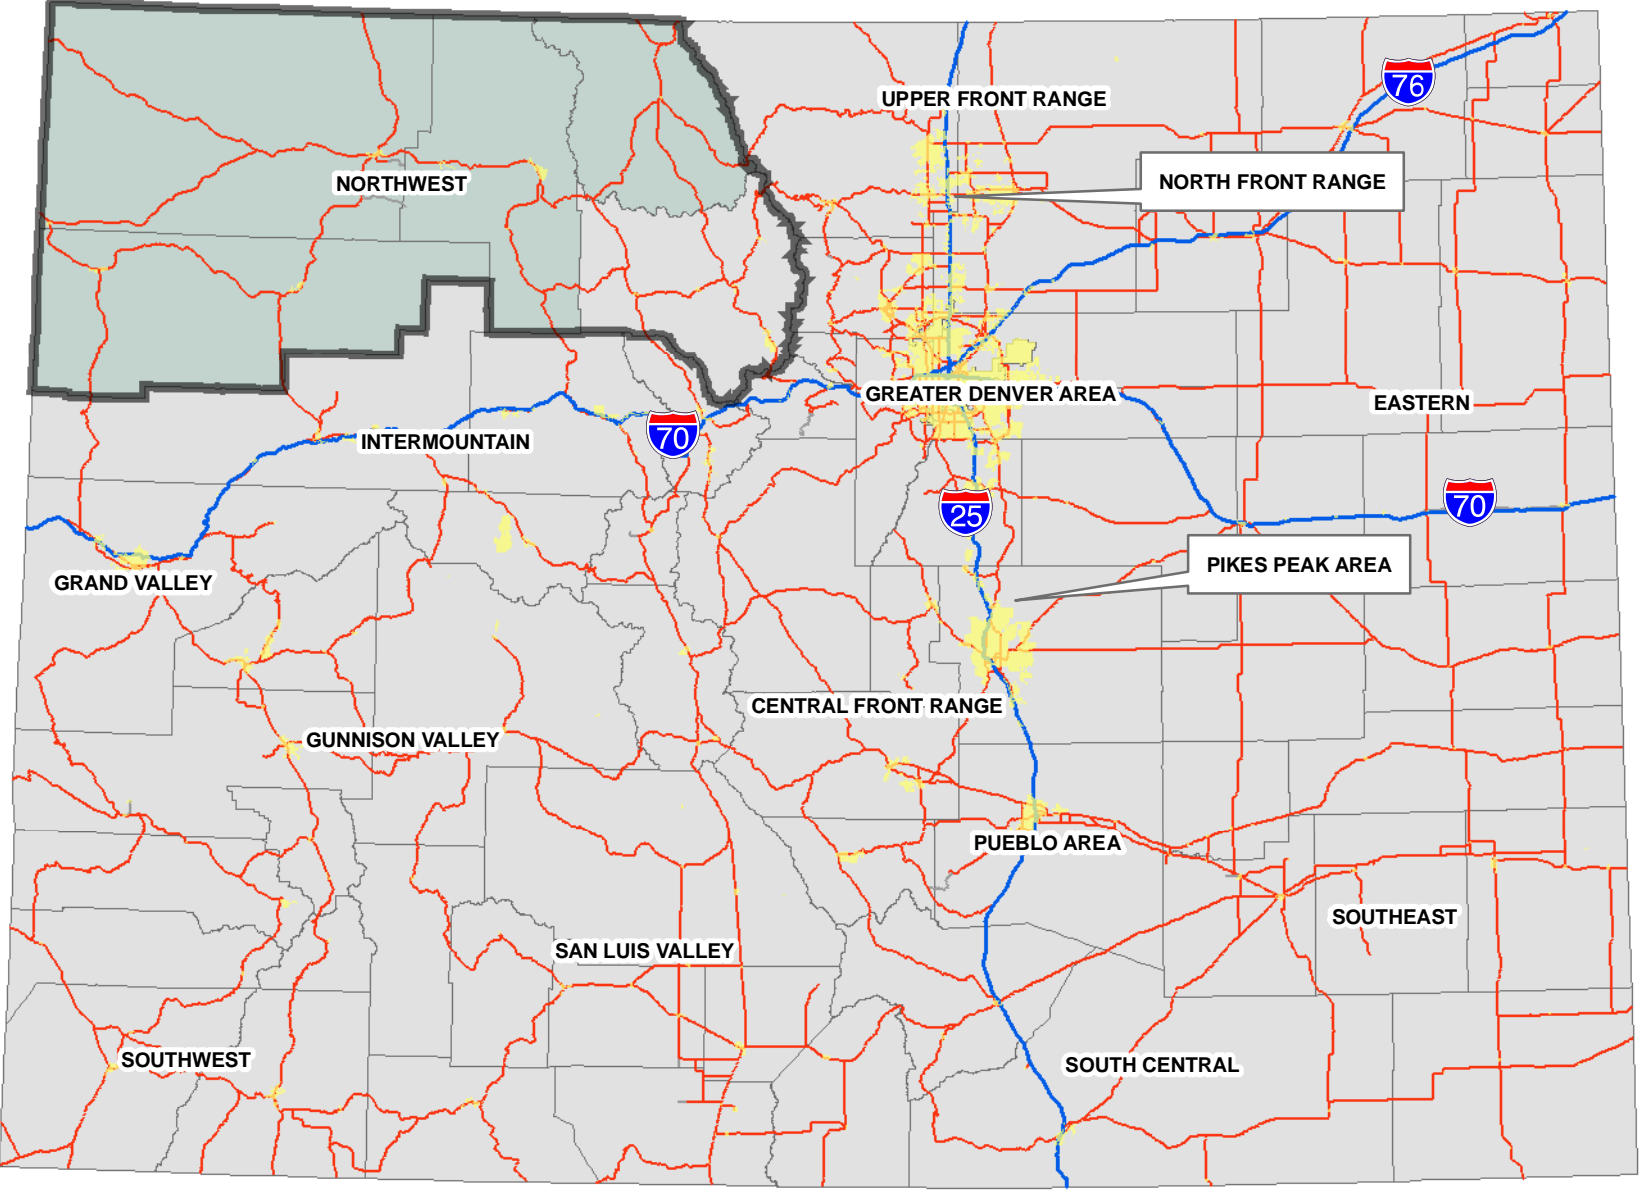 76
UPPER FRONT RANGE
NORTH FRONT RANGE
NORTHWEST
GREATER DENVER AREA
EASTERN
70
INTERMOUNTAIN
70
25
PIKES PEAK AREA
GRAND VALLEY
CENTRAL FRONT RANGE
GUNNISON VALLEY
PUEBLO AREA
SOUTHEAST
SAN LUIS VALLEY
SOUTHWEST
SOUTH CENTRAL